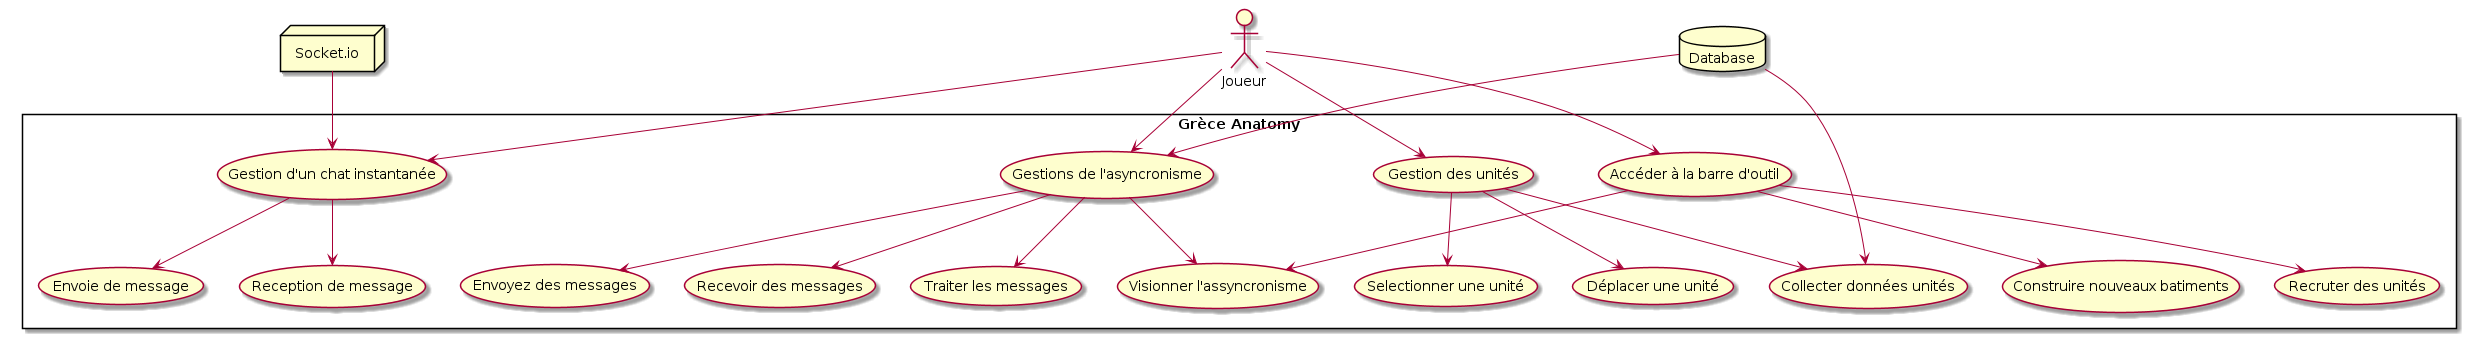 Socket.io
Joueur
Database
Grèce Anatomy
Gestion d'un chat instantanée
Gestions de l'asyncronisme
Gestion des unités
Accéder à la barre d'outil
Envoie de message
Reception de message
Envoyez des messages
Recevoir des messages
Traiter les messages
Visionner l'assyncronisme
Selectionner une unité
Déplacer une unité
Collecter données unités
Construire nouveaux batiments
Recruter des unités